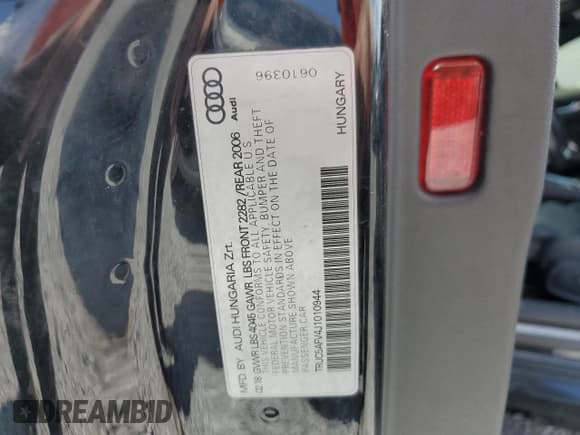 0610396
Audi
HUNGARY
MFD. BY AUDI HUNGARIA Zrt.
02.18 GVWR LBS 4045 GAWR LBS FRONT 2282 / REAR 2006
THIS VEHICLE CONFORMS TO ALL APPLICABLE U.S.
FEDERAL MOTOR VEHICLE SAFETY, BUMPER AND THEFT
PREVENTION STANDARDS IN EFFECT ON THE DATE OF
MANUFACTURE SHOWN ABOVE
PASSENGER CAR
TRUC5AFV4J1010944
DREAMBID